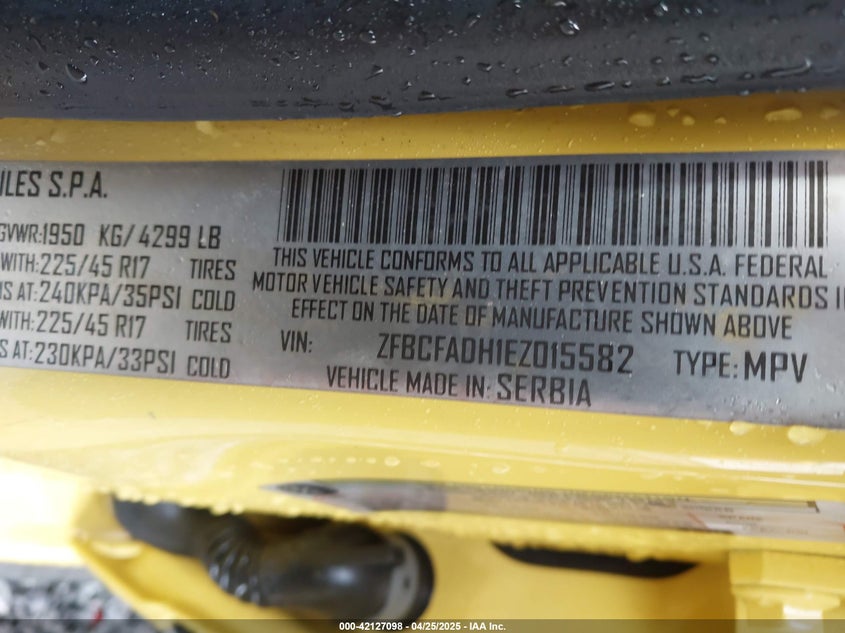 ILES S.P.A.
GVWR:1950 KG/4299 LB
WITH:225/45 R17 TIRES
S AT:240KPA/35PSI COLD
WITH:225/45 R17 TIRES
S AT:230KPA/33PSI COLD
THIS VEHICLE CONFORMS TO ALL APPLICABLE U.S.A. FEDERAL
MOTOR VEHICLE SAFETY AND THEFT PREVENTION STANDARDS I
EFFECT ON THE DATE OF MANUFACTURE SHOWN ABOVE
VIN: ZFBCFADH1EZ015582 TYPE:MPV
VEHICLE MADE IN:SERBIA
000-42127098 - 04/25/2025 - IAA Inc.